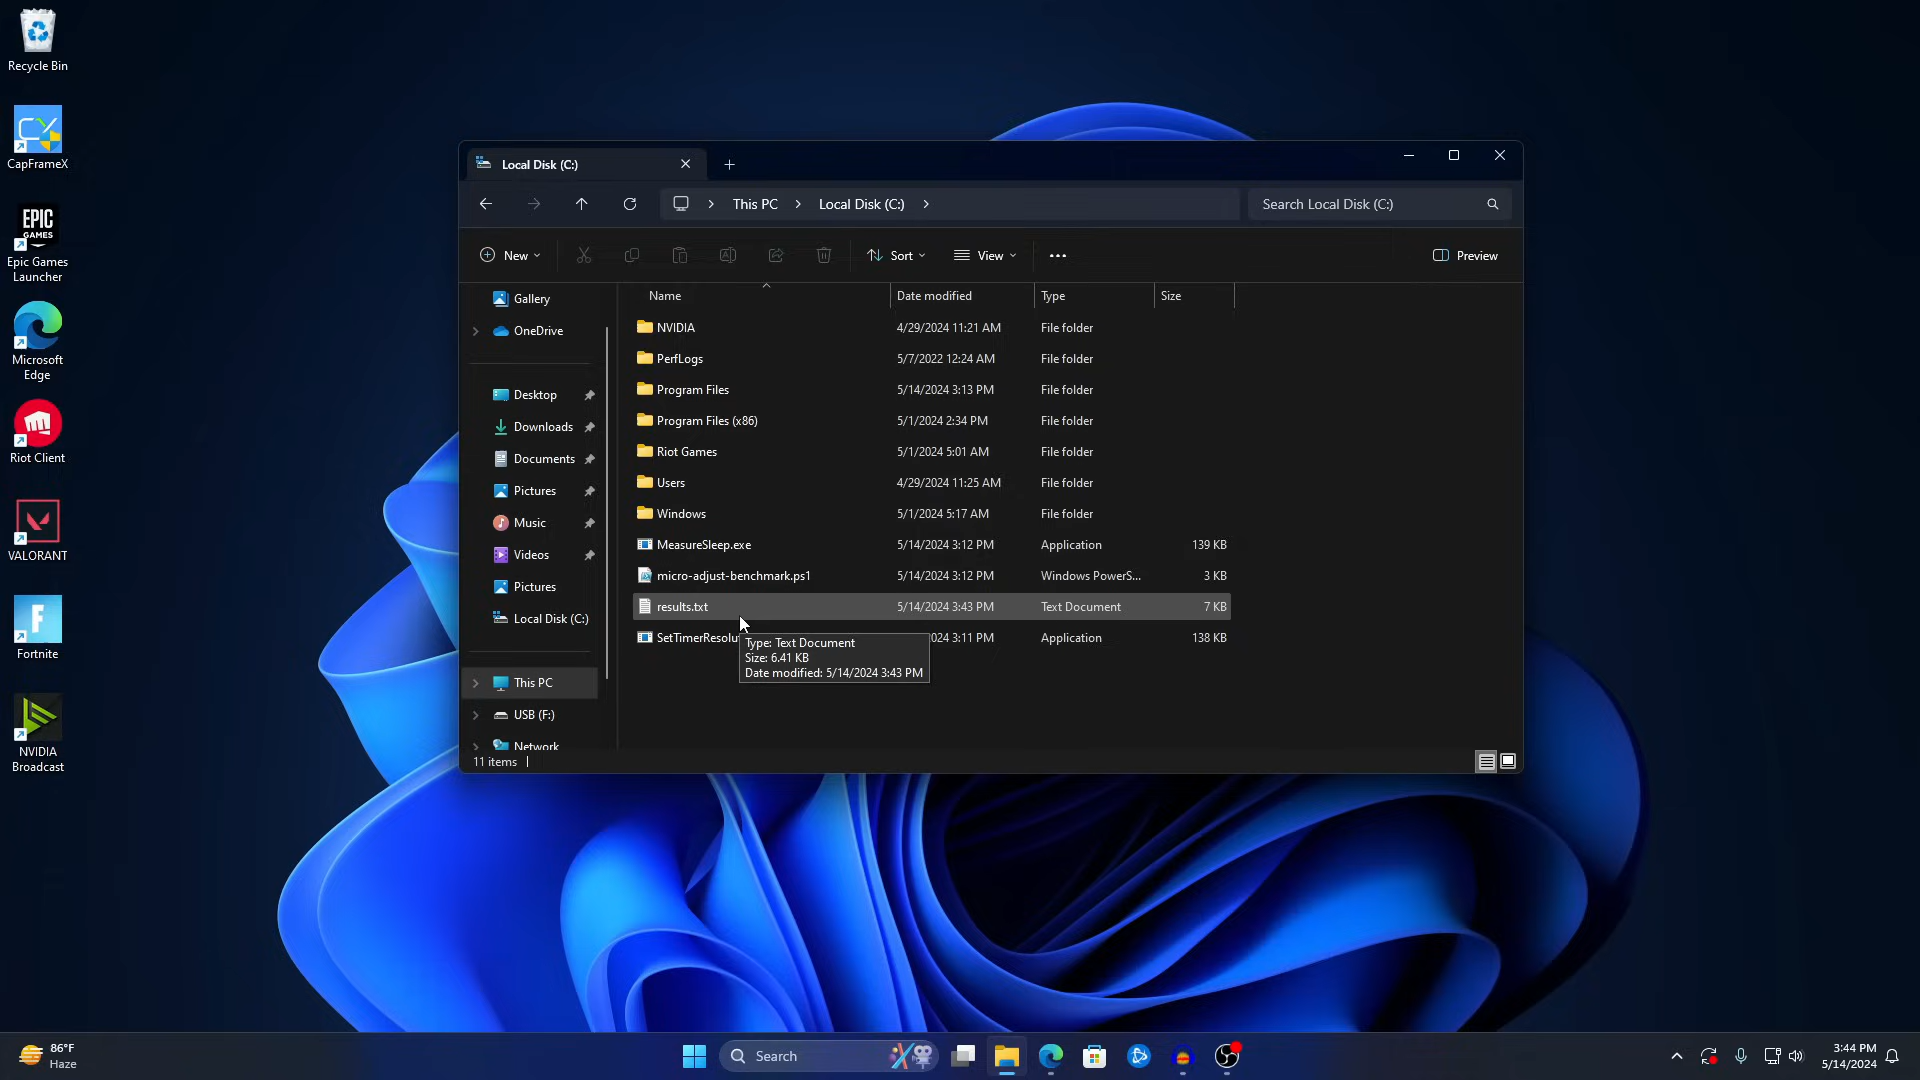 Recycle Bin
CapFrameX
EPIC
GAMES
Epic Games
Launcher
Microsoft
Edge
Riot Client
VALORANT
F
Fortnite
NVIDIA
Broadcast
Local Disk (C:)
This PC
Local Disk (C:)
Search Local Disk (C:)
New
Sort
View
Preview
Gallery
OneDrive
Desktop
Downloads
Documents
Pictures
Music
Videos
Pictures
Local Disk (C:)
This PC
USB (F:)
Network
Name Date modified Type Size
NVIDIA 4/29/2024 11:21 AM File folder
PerfLogs 5/7/2022 12:24 AM File folder
Program Files 5/14/2024 3:13 PM File folder
Program Files (x86) 5/1/2024 2:34 PM File folder
Riot Games 5/1/2024 5:01 AM File folder
Users 4/29/2024 11:25 AM File folder
Windows 5/1/2024 5:17 AM File folder
MeasureSleep.exe 5/14/2024 3:12 PM Application 139 KB
micro-adjust-benchmark.ps1 5/14/2024 3:12 PM Windows PowerS... 3 KB
results.txt 5/14/2024 3:43 PM Text Document 7 KB
SetTimerResolu 024 3:11 PM Application 138 KB
Type: Text Document
Size: 6.41 KB
Date modified: 5/14/2024 3:43 PM
11 items
86°F
Haze
Search
3:44 PM
5/14/2024